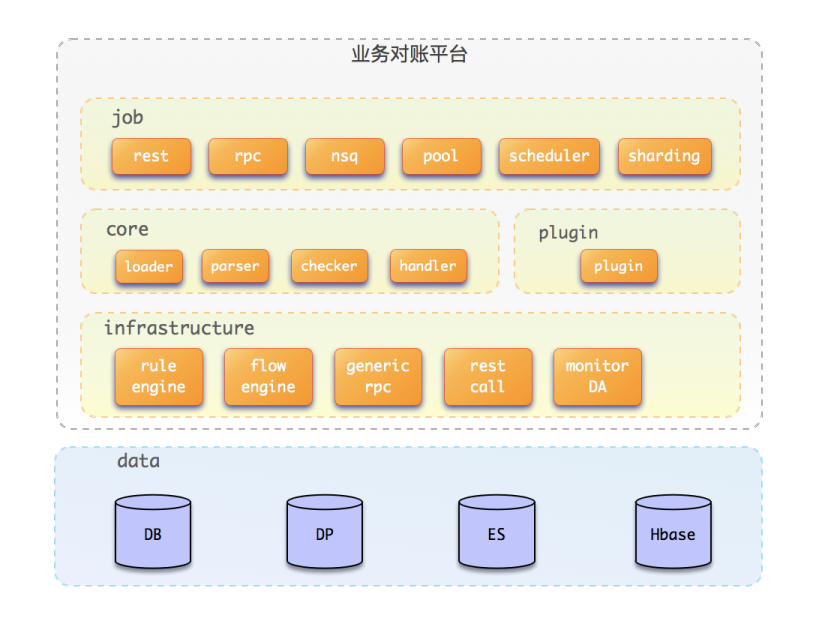 业务对账平台
job
rest rpc nsq pool scheduler sharding
core
loader parser checker handler
plugin
plugin
infrastructure
rule engine
flow engine
generic rpc
rest call
monitor DA
data
DB DP ES Hbase